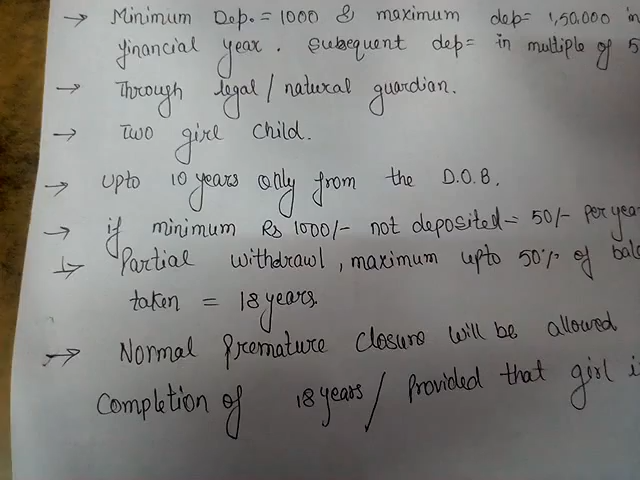 → Minimum Dep. = 1000 & maximum dep= 1,50,000 in
financial year. Subsequent dep= in multiple of 5
→ Through legal / natural guardian.
→ Two girl child.
→ upto 10 years only from the D.O.B.
→ if minimum Rs 1000/- not deposited = 50/- per yea
→ Partial withdrawl, maximum upto 50% of bala
taken = 18 years.
→ Normal premature closure will be allowed
completion of 18 years / Provided that girl i